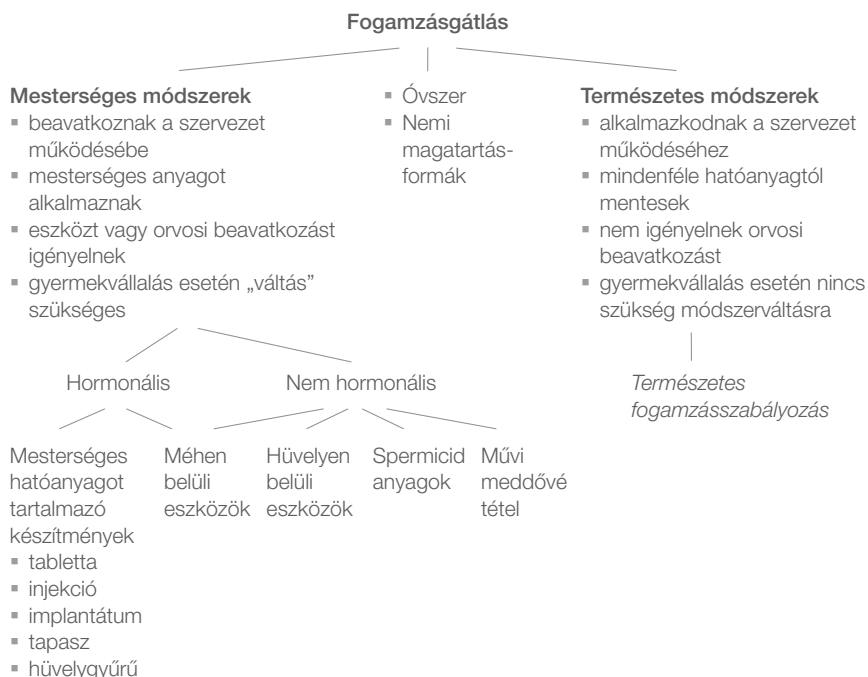 Fogamzásgátlás
Mesterséges módszerek
▪ beavatkoznak a szervezet
működésébe
▪ mesterséges anyagot
alkalmaznak
▪ eszközt vagy orvosi beavatkozást
igényelnek
▪ gyermekvállalás esetén „váltás”
szükséges
▪ Óvszer
▪ Nemi
magatartás-
formák
Természetes módszerek
▪ alkalmazkodnak a szervezet
működéséhez
▪ mindenféle hatóanyagtól
mentesek
▪ nem igényelnek orvosi
beavatkozást
▪ gyermekvállalás esetén nincs
szükség módszerváltásra
Hormonális
Nem hormonális
Természetes
fogamzásszabályozás
Mesterséges
hatóanyagot
tartalmazó
készítmények
▪ tabletta
▪ injekció
▪ implantátum
▪ tapasz
▪ hüvelygyűrű
Méhen
belüli
eszközök
Hüvelyen
belüli
eszközök
Spermicid
anyagok
Művi
meddővé
tétel